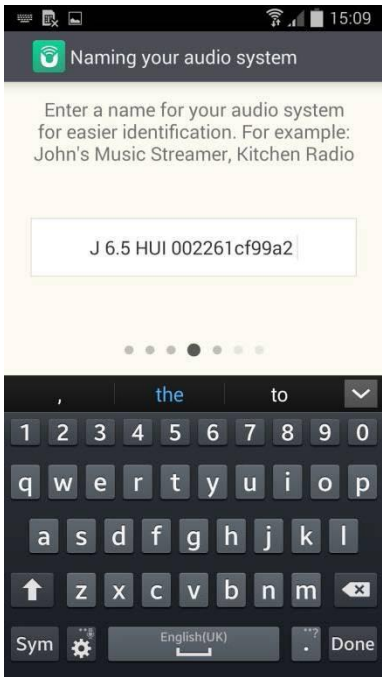 15:09
Naming your audio system
Enter a name for your audio system
for easier identification. For example:
John's Music Streamer, Kitchen Radio
J 6.5 HUI 002261cf99a2
, the to
1 2 3 4 5 6 7 8 9 0
q w e r t y u i o p
a s d f g h j k l
z x c v b n m
English(UK)
Sym . ? Done